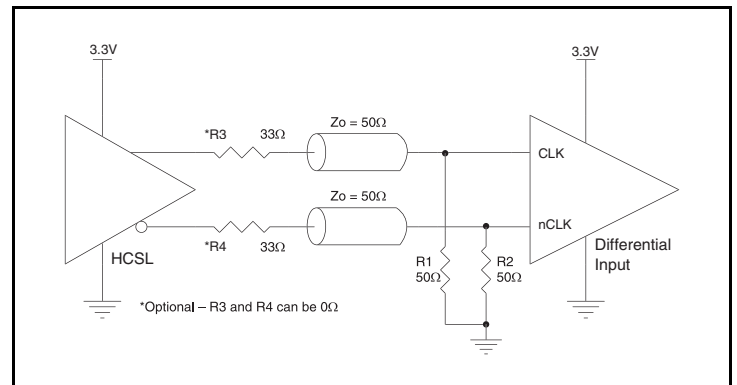 3.3V
3.3V
*R3
33Ω
Zo = 50Ω
CLK
Zo = 50Ω
nCLK
*R4
33Ω
HCSL
R1
50Ω
R2
50Ω
Differential
Input
*Optional – R3 and R4 can be 0Ω